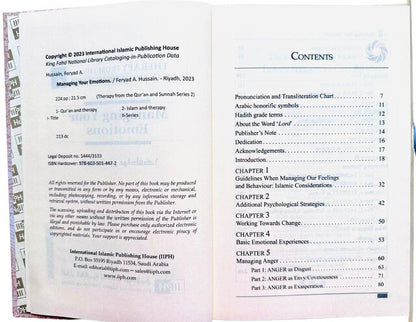 Copyright © 2023 International Islamic Publishing House
King Fahd National Library Cataloging-in-Publication Data
Hussain, Feryad A.
Managing Your Emotions. / Feryad A. Hussain. - Riyadh, 2023
224 pp ; 21.5 cm (Therapy from the Qur'an and Sunnah Series 2)
1- Qur'an and therapy 2- Islam and therapy
I- Title II-Series
213 dc
Legal Deposit no. 1444/3123
ISBN Hardcover: 978-603-501-447-2
All rights reserved for the Publisher. No part of this book may be produced
or transmitted in any form or by any means, electronic or mechanical,
including photocopying, recording, or by any information storage and
retrieval system, without written permission from the Publisher.
The scanning, uploading and distribution of this book via the Internet or
via any other means without the written permission of Publisher is
illegal and punishable by law. Please purchase only authorized electronic
editions, and do not participate in or encourage electronic piracy of
copyrighted materials. Your support is appreciated.
International Islamic Publishing House (IIPH)
P.O. Box 55195 Riyadh 11534, Saudi Arabia
E-mail: editorial@iiph.com — sales@iiph.com
www.iiph.com
CONTENTS
Pronunciation and Transliteration Chart 7
Arabic honorific symbols 11
Hadith grade terms 12
About the Word 'Lord' 13
Publisher's Note 14
Dedication 16
Acknowledgements 17
Introduction 18
CHAPTER 1
Guidelines When Managing Our Feelings
and Behaviour: Islamic Considerations 32
CHAPTER 2
Additional Psychological Strategies 42
CHAPTER 3
Working Towards Change 50
CHAPTER 4
Basic Emotional Experiences 53
CHAPTER 5
Managing Anger 60
Part 1: ANGER as Disgust 63
Part 2: ANGER as Envy/Covetousness 71
Part 3: ANGER as Exasperation 80